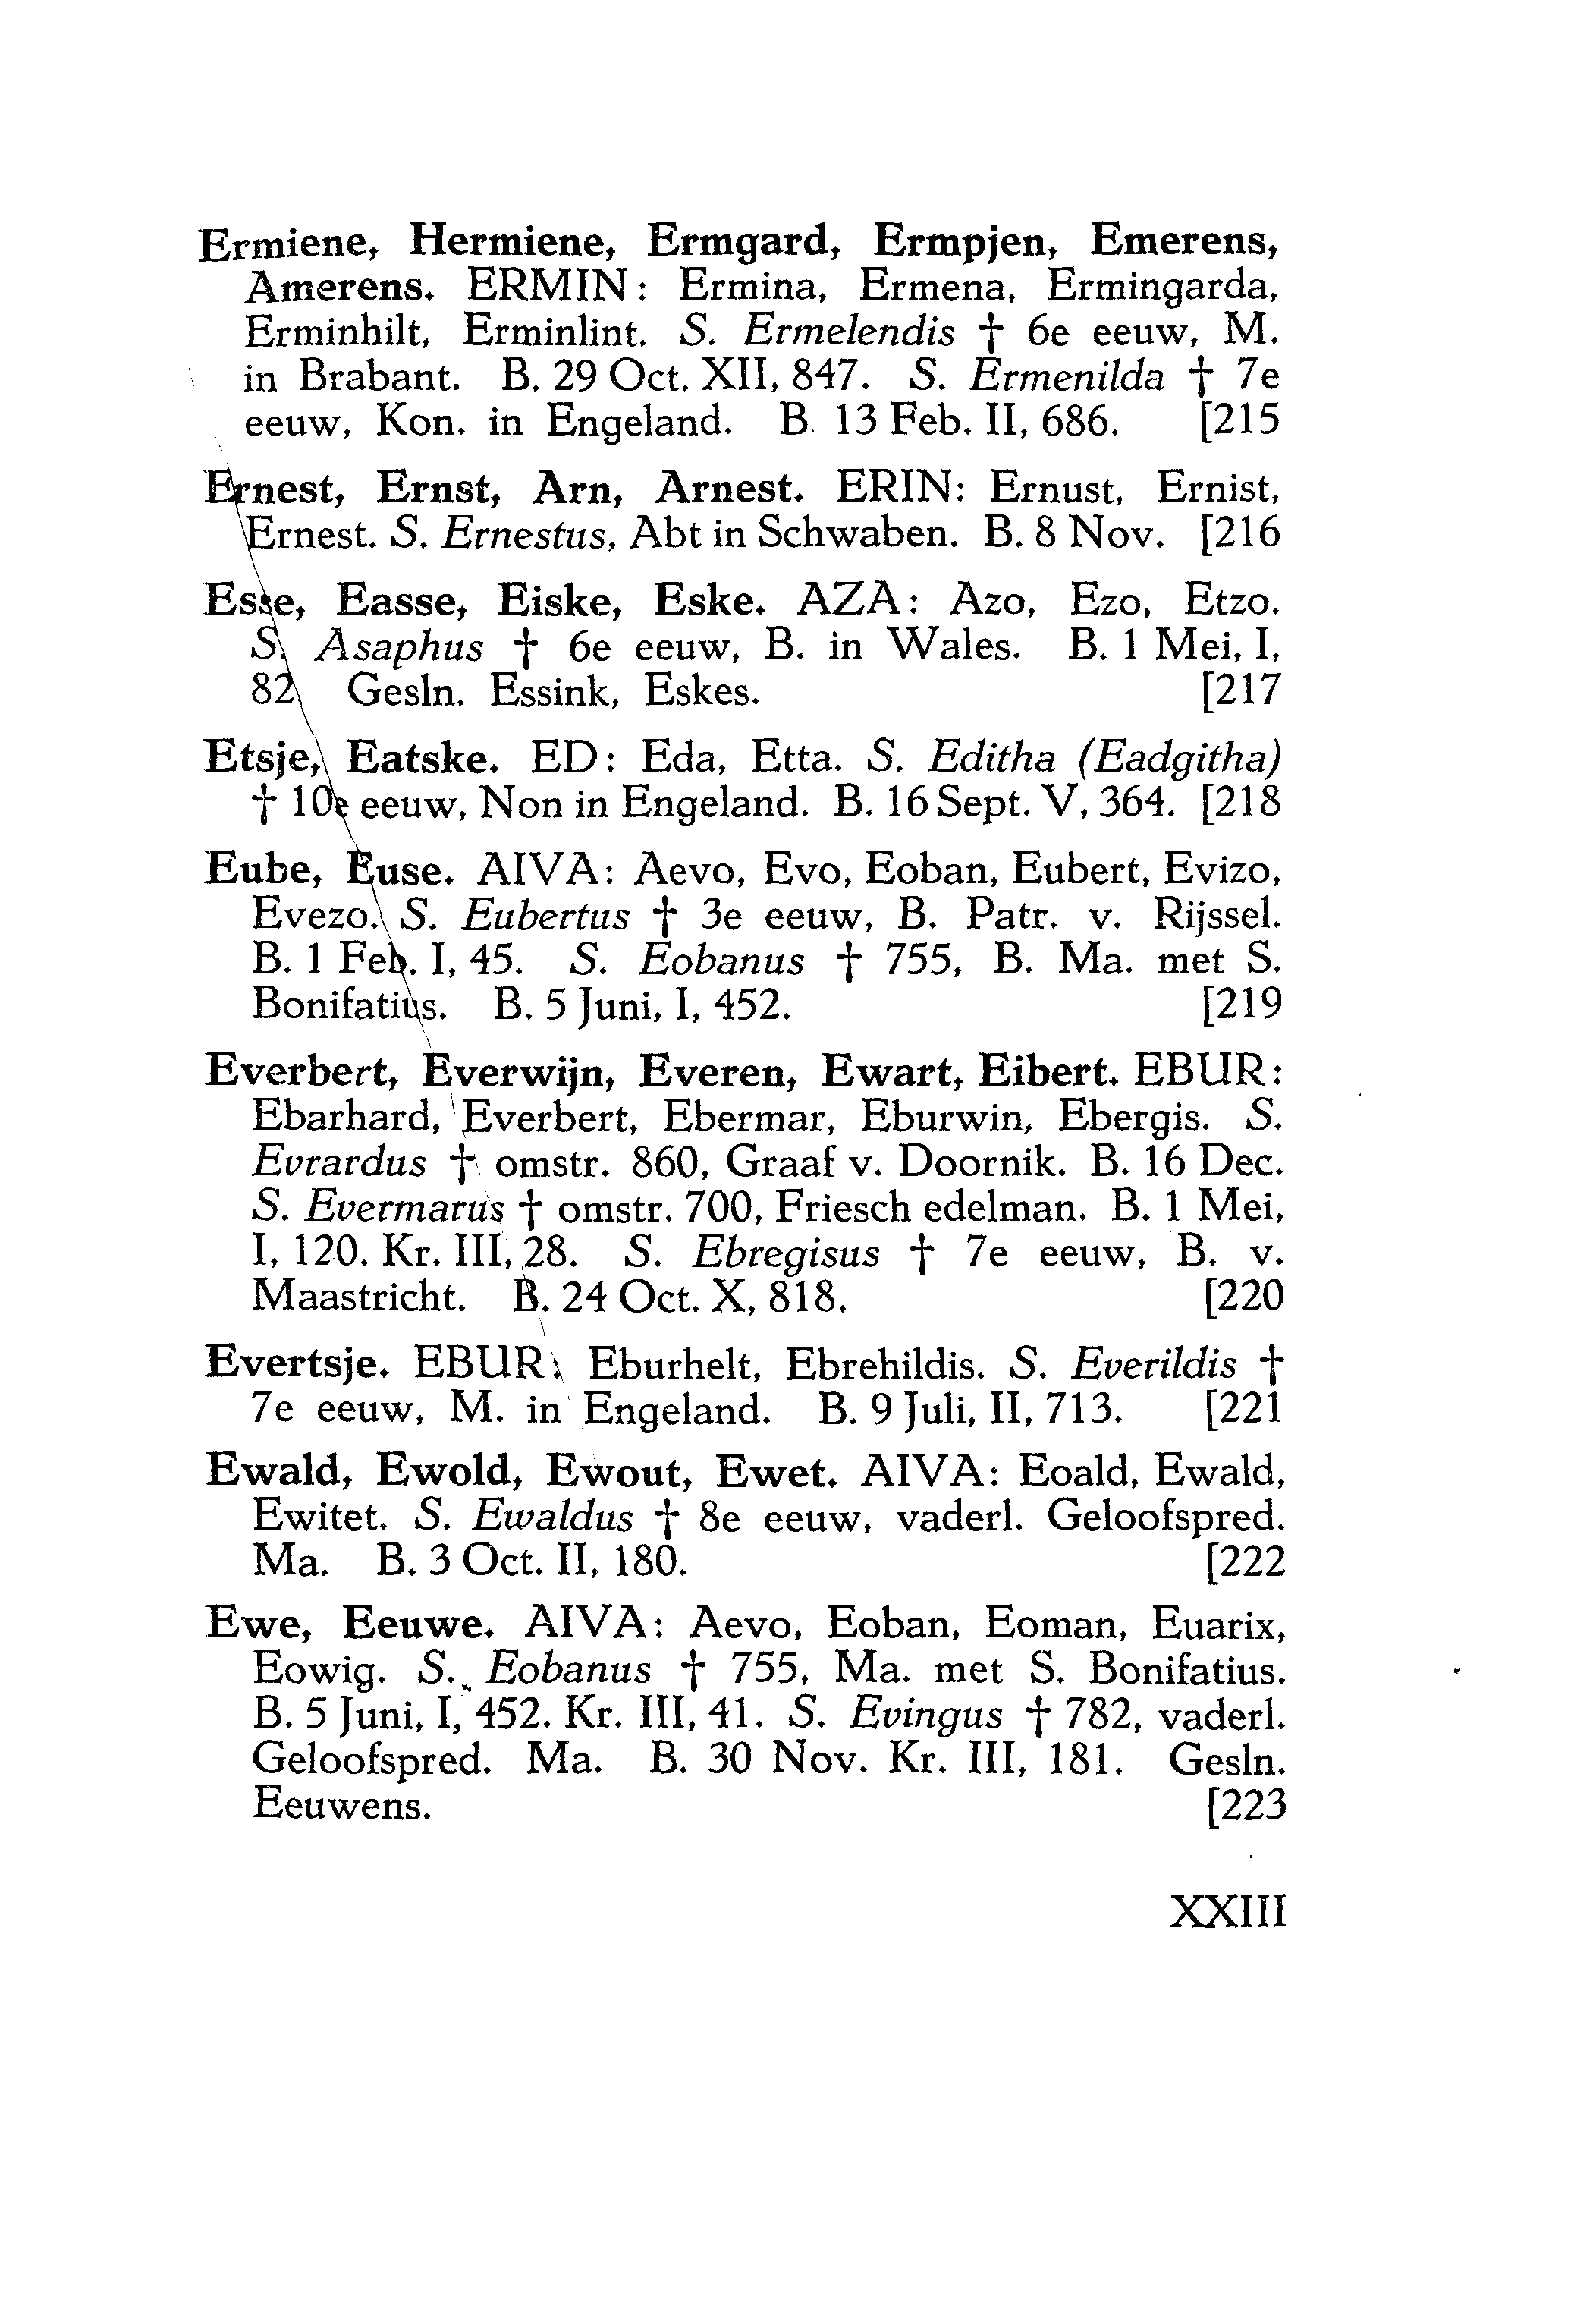 Ermiene, Hermiene, Ermgard, Ermpjen, Emerens,
Amerens. ERMIN: Ermina, Ermena, Ermingarda,
Erminhilt, Erminlint. S. Ermelendis † 6e eeuw, M.
in Brabant. B. 29 Oct. XII, 847. S. Ermenilda † 7e
eeuw, Kon. in Engeland. B. 13 Feb. II, 686. [215
Ernest, Ernst, Arn, Arnest. ERIN: Ernust, Ernist,
Ernest. S. Ernestus, Abt in Schwaben. B. 8 Nov. [216
Esse, Easse, Eiske, Eske. AZA: Azo, Ezo, Etzo.
S. Asaphus † 6e eeuw, B. in Wales. B. 1 Mei, I,
82. Gesln. Essink, Eskes. [217
Etsje, Eatske. ED: Eda, Etta. S. Editha (Eadgitha)
† 10e eeuw, Non in Engeland. B. 16 Sept. V, 364. [218
Eube, Euse. AIVA: Aevo, Evo, Eoban, Eubert, Evizo,
Evezo. S. Eubertus † 3e eeuw, B. Patr. v. Rijssel.
B. 1 Feb. I, 45. S. Eobanus † 755, B. Ma. met S.
Bonifatius. B. 5 Juni, I, 452. [219
Everbert, Everwijn, Everen, Ewart, Eibert. EBUR:
Ebarhard, Everbert, Ebermar, Eburwin, Ebergis. S.
Evrardus † omstr. 860, Graaf v. Doornik. B. 16 Dec.
S. Evermarus † omstr. 700, Friesch edelman. B. 1 Mei,
I, 120. Kr. III, 28. S. Ebregisus † 7e eeuw, B. v.
Maastricht. B. 24 Oct. X, 818. [220
Evertsje. EBUR: Eburhelt, Ebrehildis. S. Everildis †
7e eeuw, M. in Engeland. B. 9 Juli, II, 713. [221
Ewald, Ewold, Ewout, Ewet. AIVA: Eoald, Ewald,
Ewitet. S. Ewaldus † 8e eeuw, vaderl. Geloofspred.
Ma. B. 3 Oct. II, 180. [222
Ewe, Eeuwe. AIVA: Aevo, Eoban, Eoman, Euarix,
Eowig. S. Eobanus † 755, Ma. met S. Bonifatius.
B. 5 Juni, I, 452. Kr. III, 41. S. Evingus † 782, vaderl.
Geloofspred. Ma. B. 30 Nov. Kr. III, 181. Gesln.
Eeuwens. [223
XXIII